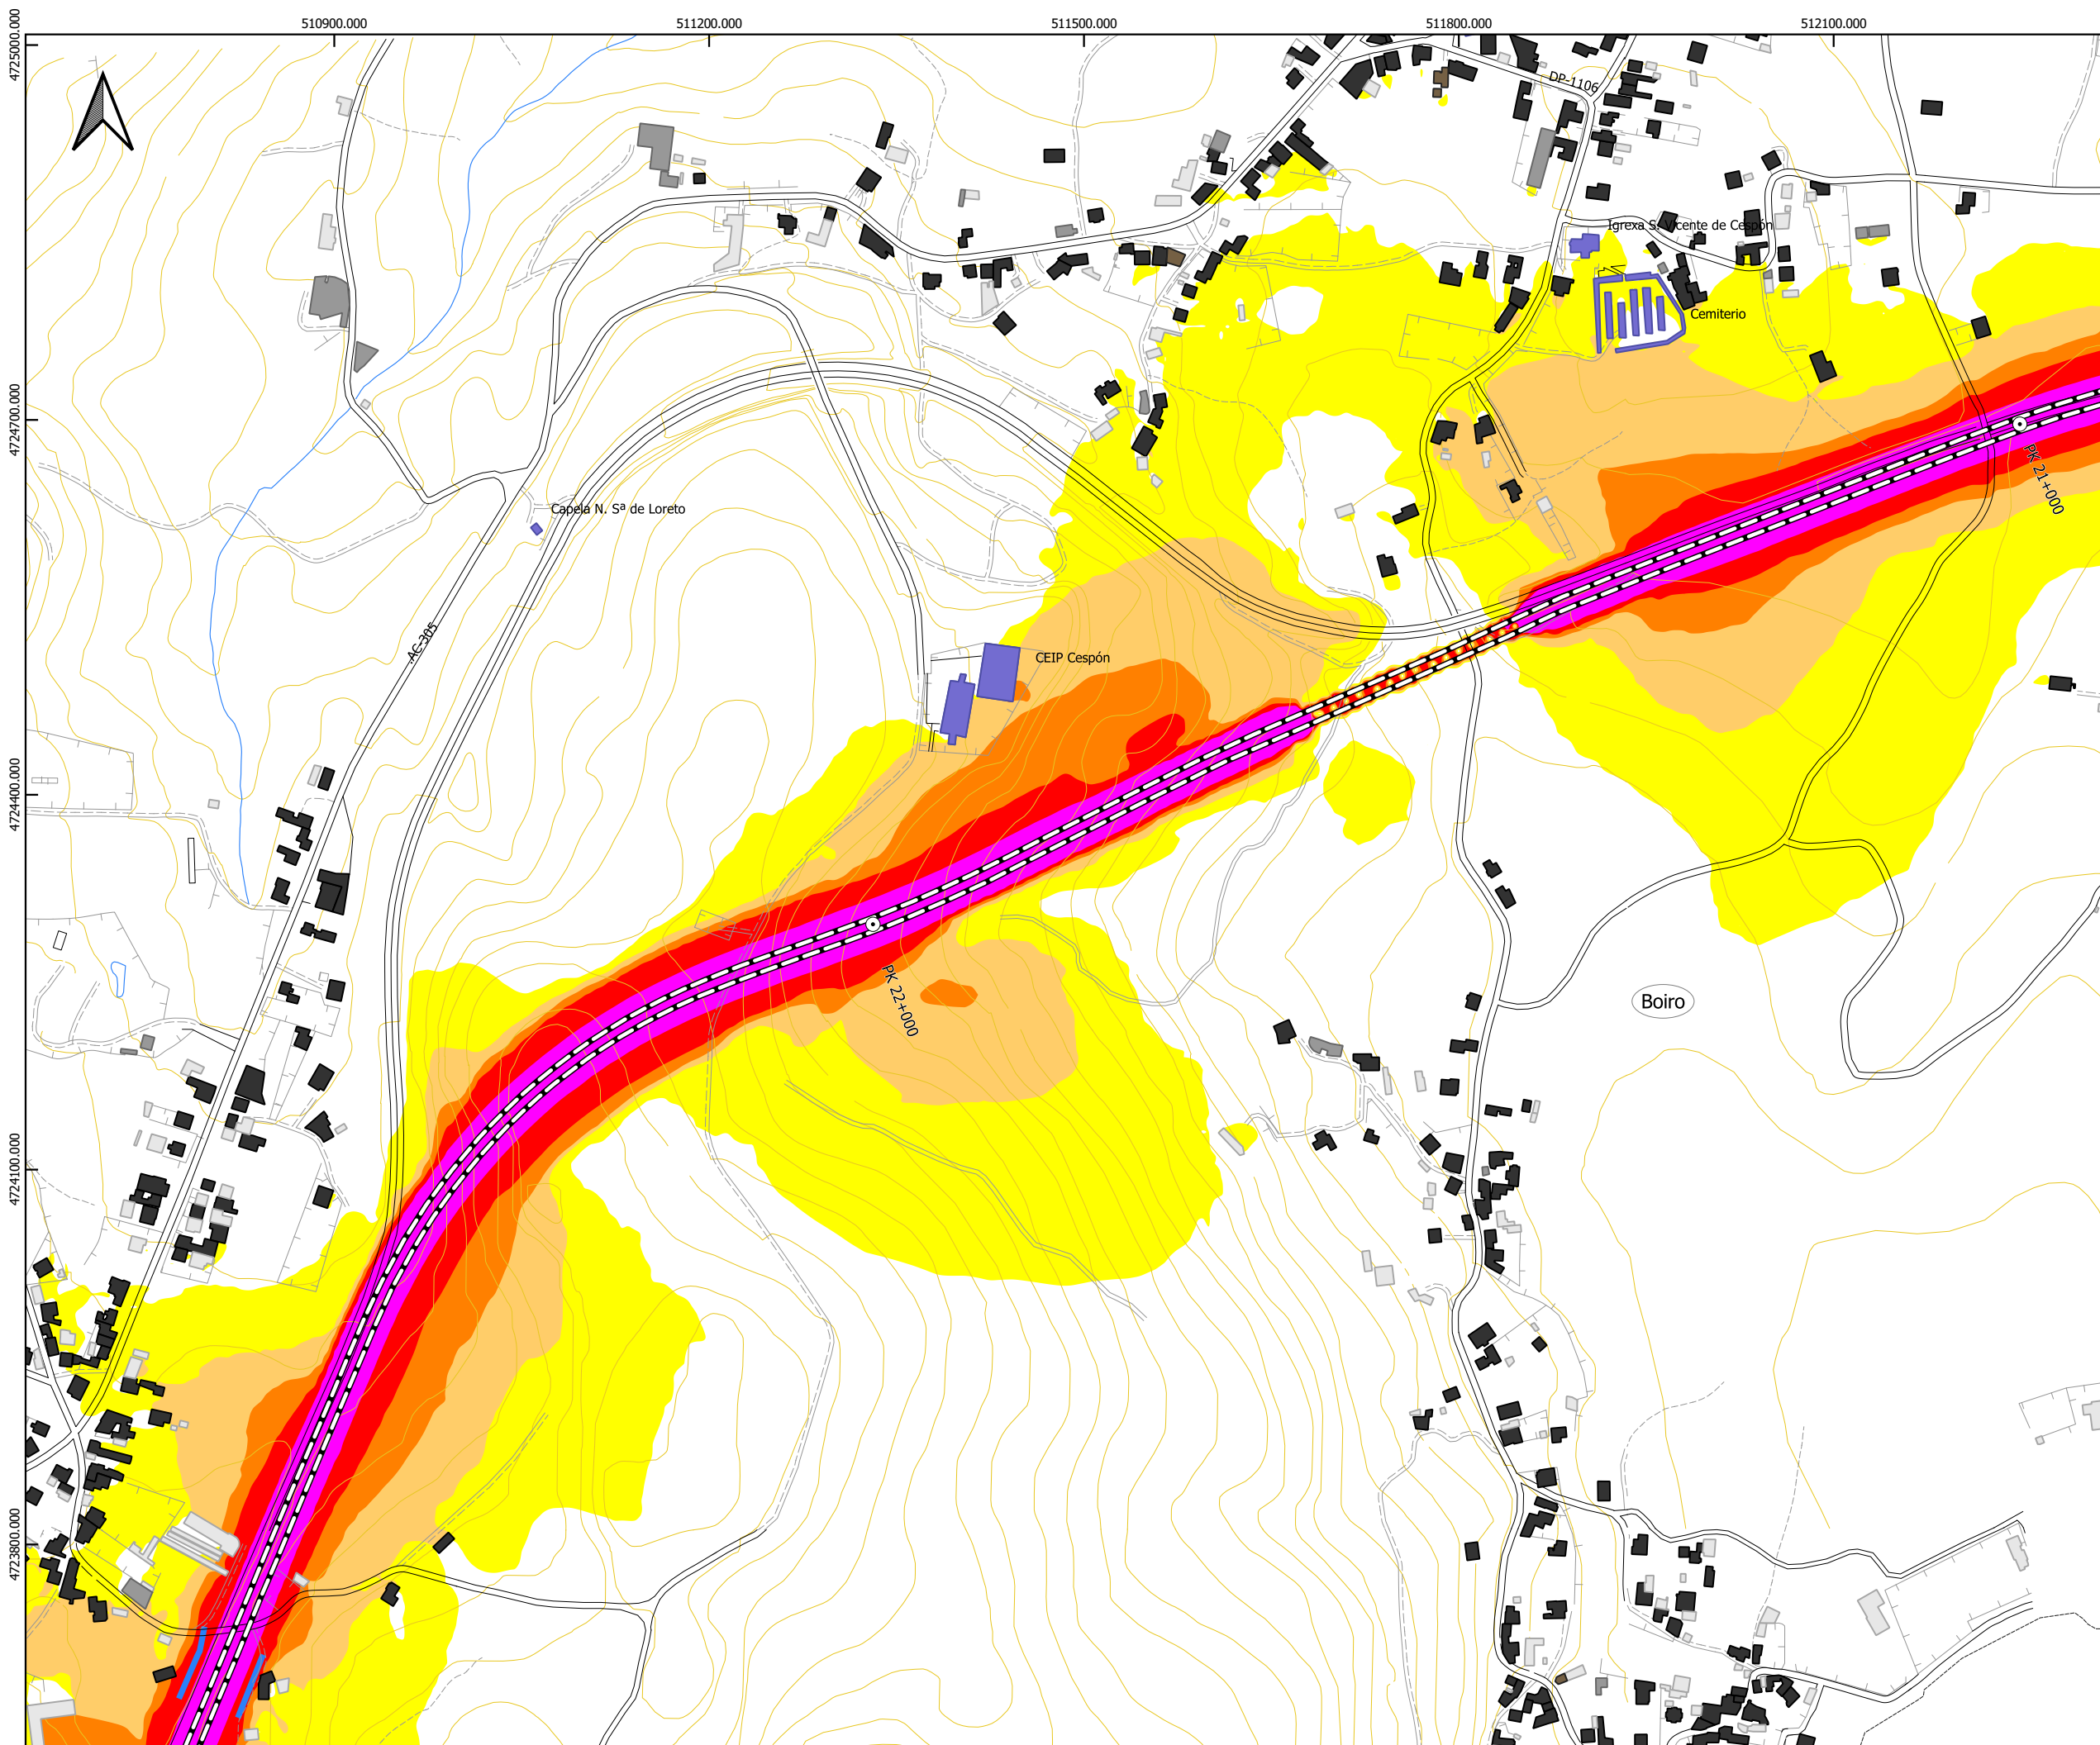 510900.000
511200.000
511500.000
511800.000
512100.000
4725000.000
DP-1106
Igrexa S. Vicente de Cespón
Cemiterio
4724700.000
PK 21+000
Capela N. Sª de Loreto
AC-305
CEIP Cespón
4724400.000
PK 22+000
Boiro
4724100.000
4723800.000